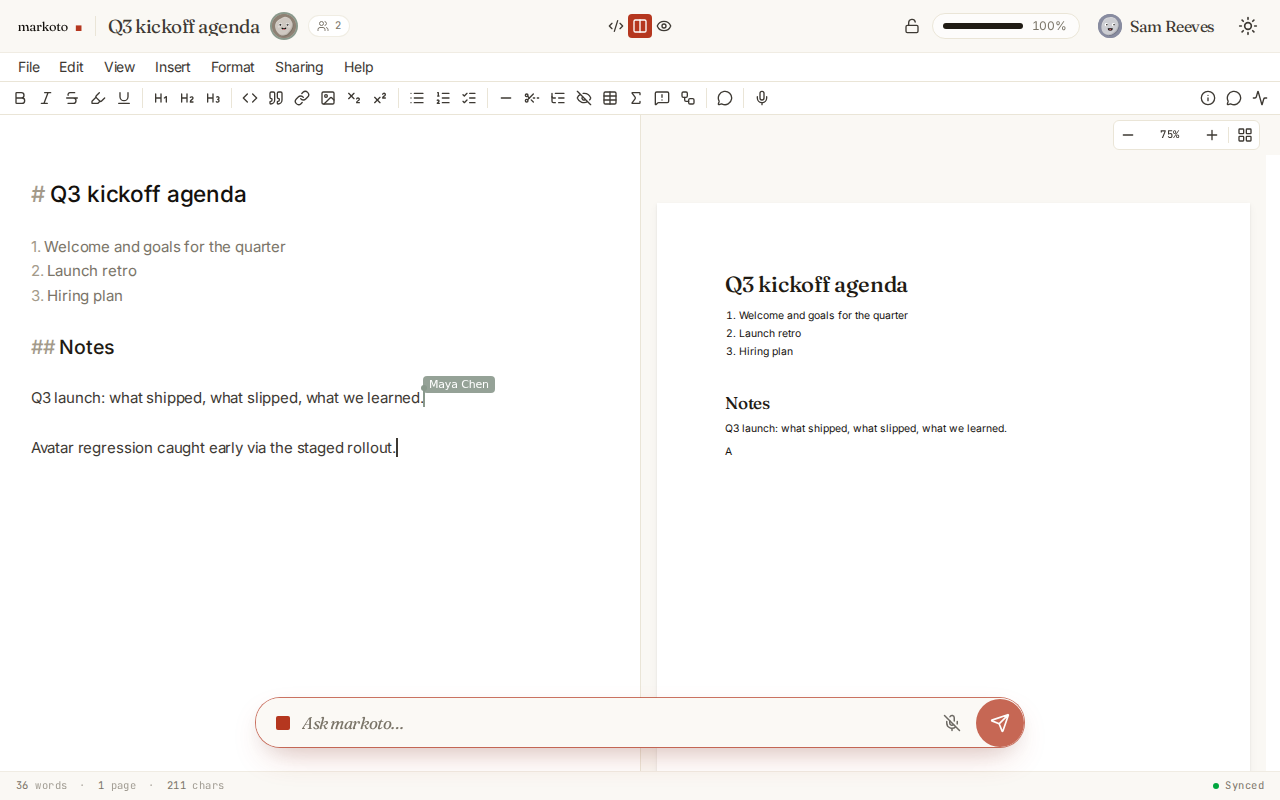 markoto
Q3 kickoff agenda
2
100%
Sam Reeves
File Edit View Insert Format Sharing Help
H1 H2 H3
75%
# Q3 kickoff agenda
1. Welcome and goals for the quarter
2. Launch retro
3. Hiring plan
## Notes
Maya Chen
Q3 launch: what shipped, what slipped, what we learned.
Avatar regression caught early via the staged rollout.
Q3 kickoff agenda
1. Welcome and goals for the quarter
2. Launch retro
3. Hiring plan
Notes
Q3 launch: what shipped, what slipped, what we learned.
A
Ask markoto...
36 words · 1 page · 211 chars
Synced